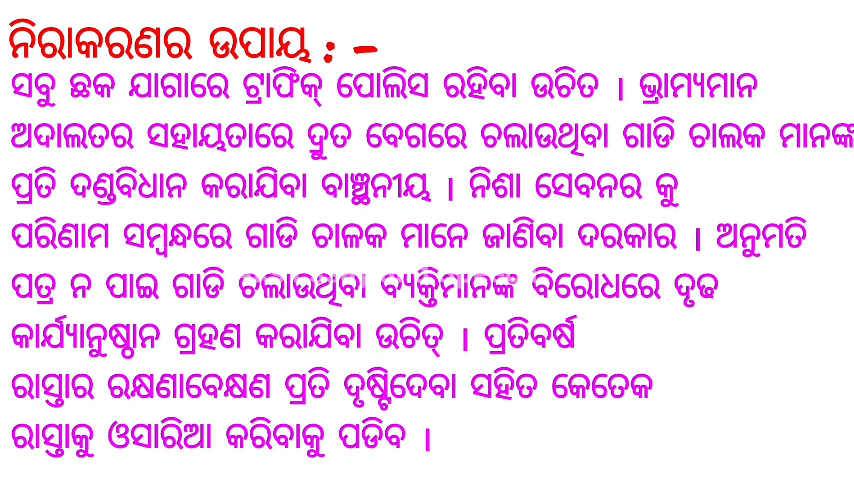 ନିରାକରଣର ଉପାୟ : –
ସବୁ ଛକ ଯାଗାରେ ଟ୍ରାଫିକ୍ ପୋଲିସ ରହିବା ଉଚିତ । ଭ୍ରାମ୍ୟମାନ
ଅଦାଲତର ସହାୟତାରେ ଦ୍ରୁତ ବେଗରେ ଚଲାଉଥିବା ଗାଡି ଚାଲକ ମାନଙ୍କ
ପ୍ରତି ଦଣ୍ଡବିଧାନ କରାଯିବା ବାଞ୍ଛନୀୟ । ନିଶା ସେବନର କୁ
ପରିଣାମ ସମ୍ବନ୍ଧରେ ଗାଡି ଚାଳକ ମାନେ ଜାଣିବା ଦରକାର । ଅନୁମତି
ପତ୍ର ନ ପାଇ ଗାଡି ଚଲାଉଥିବା ବ୍ୟକ୍ତିମାନଙ୍କ ବିରୋଧରେ ଦୃଢ
କାର୍ଯ୍ୟାନୁଷ୍ଠାନ ଗ୍ରହଣ କରାଯିବା ଉଚିତ୍ । ପ୍ରତିବର୍ଷ
ରାସ୍ତାର ରକ୍ଷଣାବେକ୍ଷଣ ପ୍ରତି ଦୃଷ୍ଟିଦେବା ସହିତ କେତେକ
ରାସ୍ତାକୁ ଓସାରିଆ କରିବାକୁ ପଡିବ ।